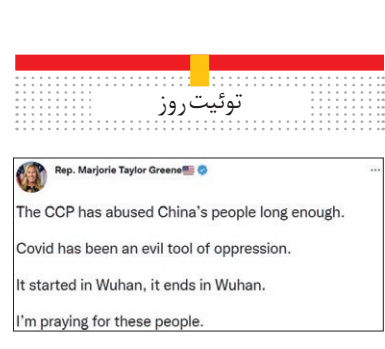 توئیت روز
Rep. Marjorie Taylor Greene🇺🇸
The CCP has abused China’s people long enough.
Covid has been an evil tool of oppression.
It started in Wuhan, it ends in Wuhan.
I’m praying for these people.